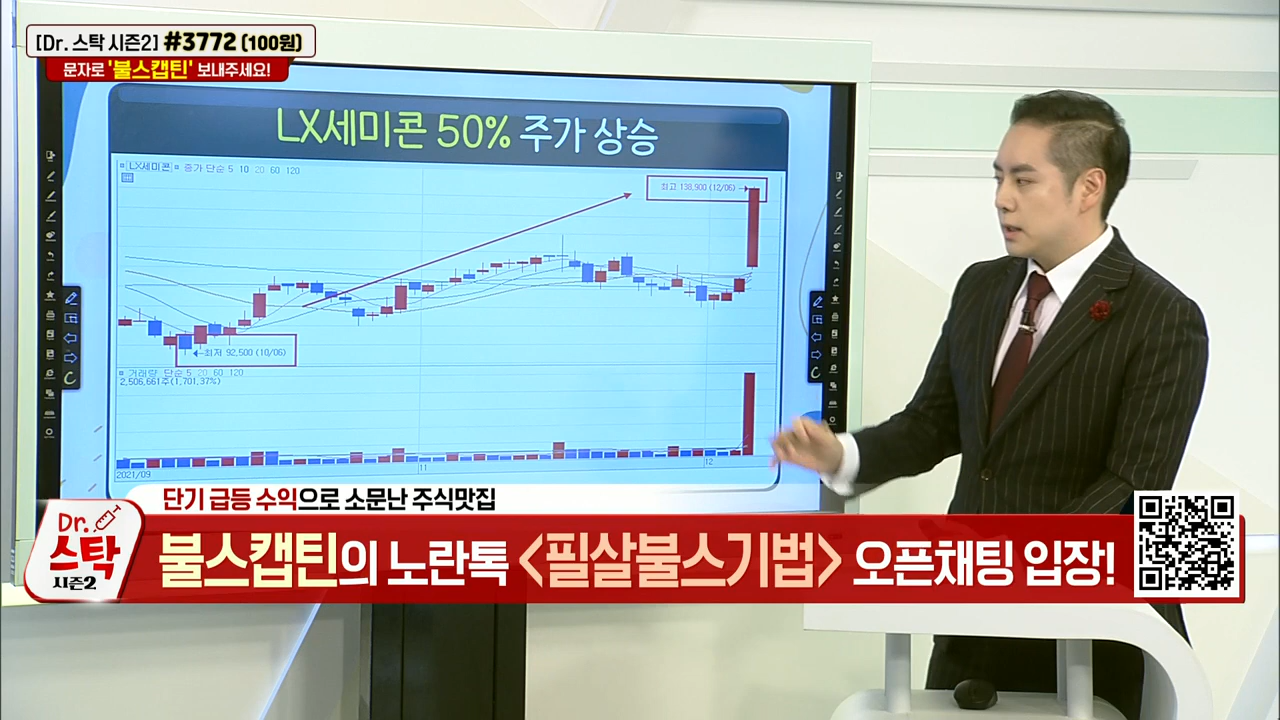 [Dr. 스탁 시즌2] #3772 (100원)
문자로 '불스캡틴' 보내주세요!
LX세미콘 50% 주가 상승
LX세미콘 종가 단순 5 10 20 60 120
최고 138,900 (12/06)
최저 92,500 (10/06)
거래량 단순 5 20 60 120
2,506,661주(1,701.37%)
2021/09
11
12
단기 급등 수익으로 소문난 주식맛집
Dr.
스탁
시즌2
불스캡틴의 노란톡 <필살불스기법> 오픈채팅 입장!